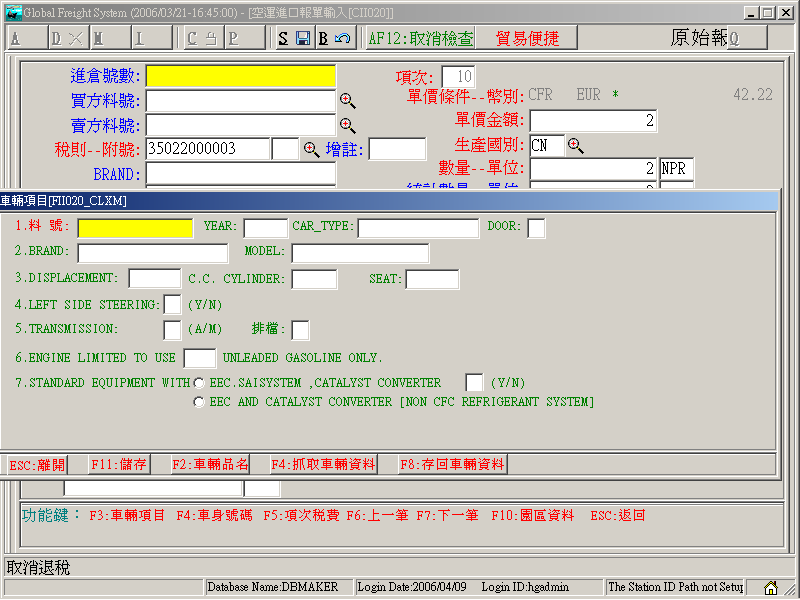 Global Freight System (2006/03/21-16:45:00) - [空運進口報單輸入[CII020]]
A D M I C P S B AF12:取消檢查 貿易便捷 原始報 Q
進倉號數: 項次: 10
買方料號: 單價條件--幣別: CFR EUR * 42.22
賣方料號: 單價金額: 2
稅則--附號: 35022000003 增註: 生產國別: CN
BRAND: 數量--單位: 2 NPR
車輛項目[FII020_CLXM]
1.料 號: YEAR: CAR_TYPE: DOOR:
2.BRAND: MODEL:
3.DISPLACEMENT: C.C. CYLINDER: SEAT:
4.LEFT SIDE STEERING: (Y/N)
5.TRANSMISSION: (A/M) 排檔:
6.ENGINE LIMITED TO USE UNLEADED GASOLINE ONLY.
7.STANDARD EQUIPMENT WITH EEC.SAISYSTEM ,CATALYST CONVERTER (Y/N)
EEC AND CATALYST CONVERTER [NON CFC REFRIGERANT SYSTEM]
ESC:離開 F11:儲存 F2:車輛品名 F4:抓取車輛資料 F8:存回車輛資料
功能鍵: F3:車輛項目 F4:車身號碼 F5:項次稅費 F6:上一筆 F7:下一筆 F10:園區資料 ESC:返回
取消退稅
Database Name:DBMAKER Login Date:2006/04/09 Login ID:hgadmin The Station ID Path not Setup